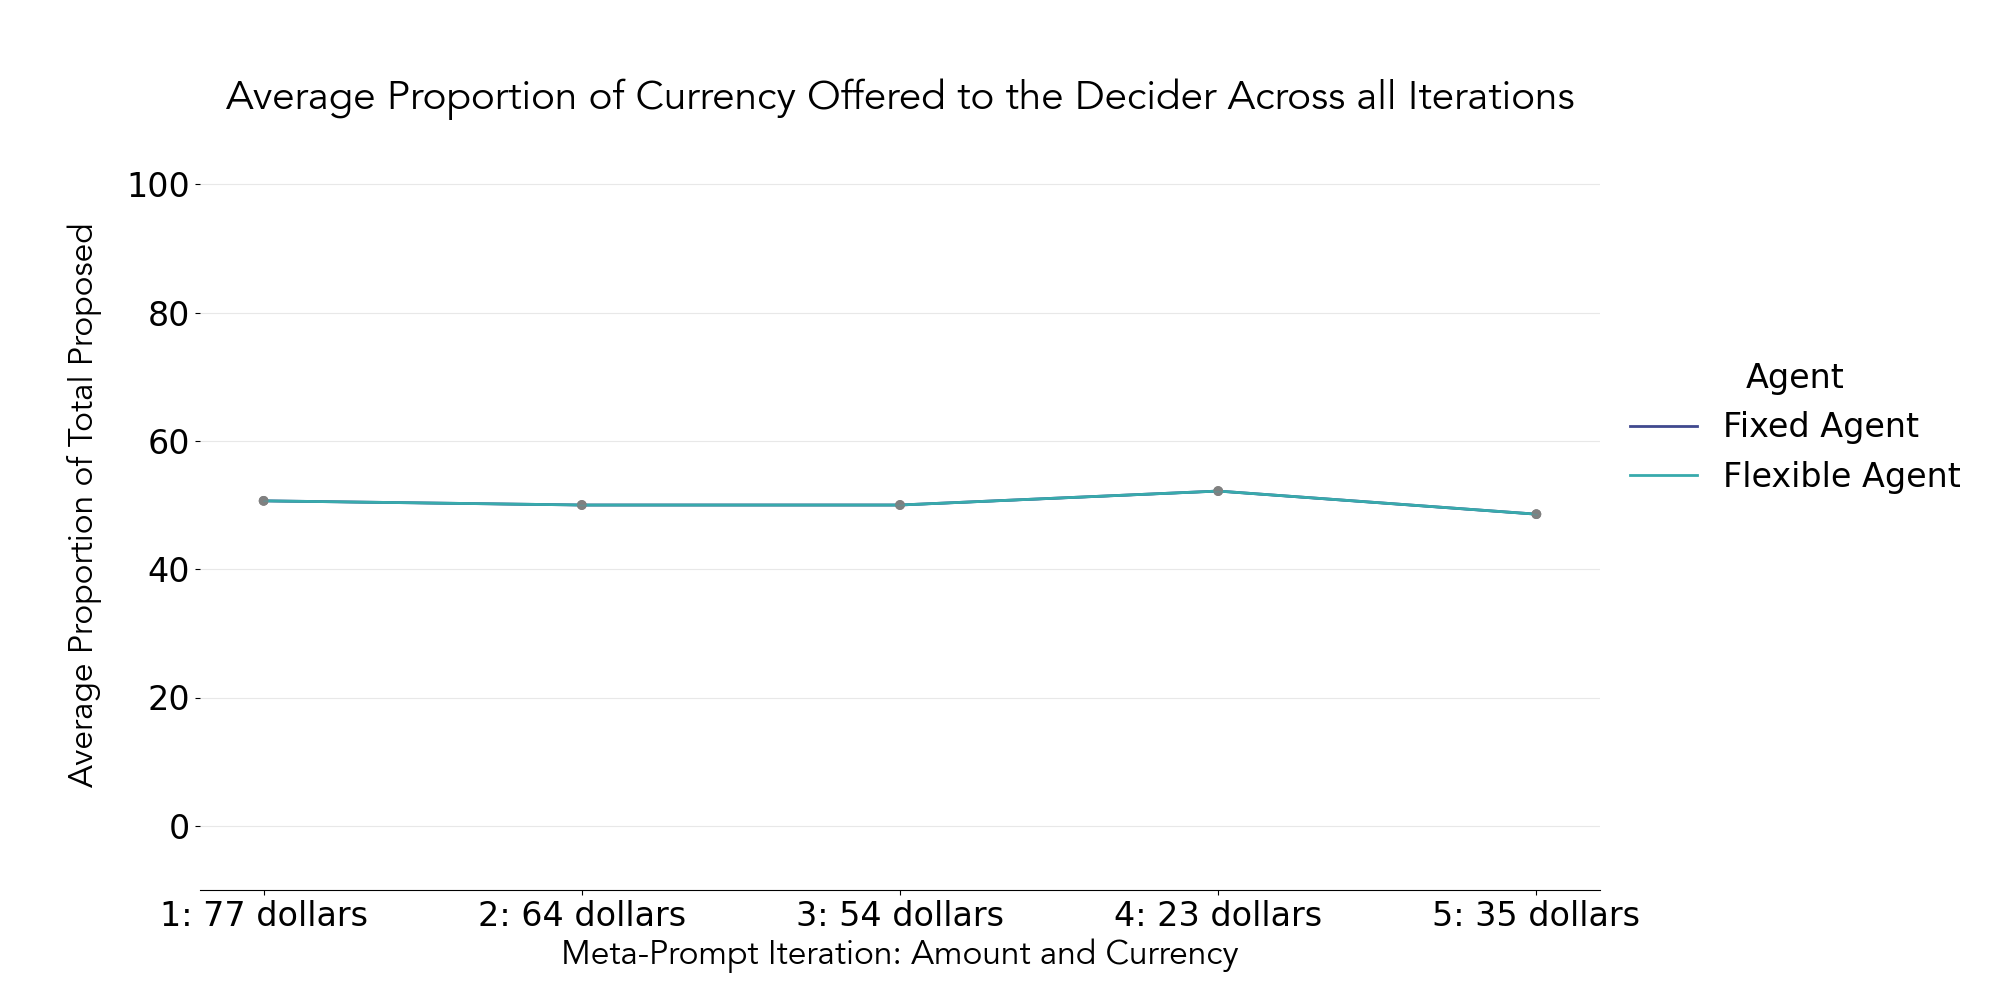 Average Proportion of Currency Offered to the Decider Across all Iterations
Average Proportion of Total Proposed
100
80
60
40
20
0
1: 77 dollars
2: 64 dollars
3: 54 dollars
4: 23 dollars
5: 35 dollars
Meta-Prompt Iteration: Amount and Currency
Agent
Fixed Agent
Flexible Agent